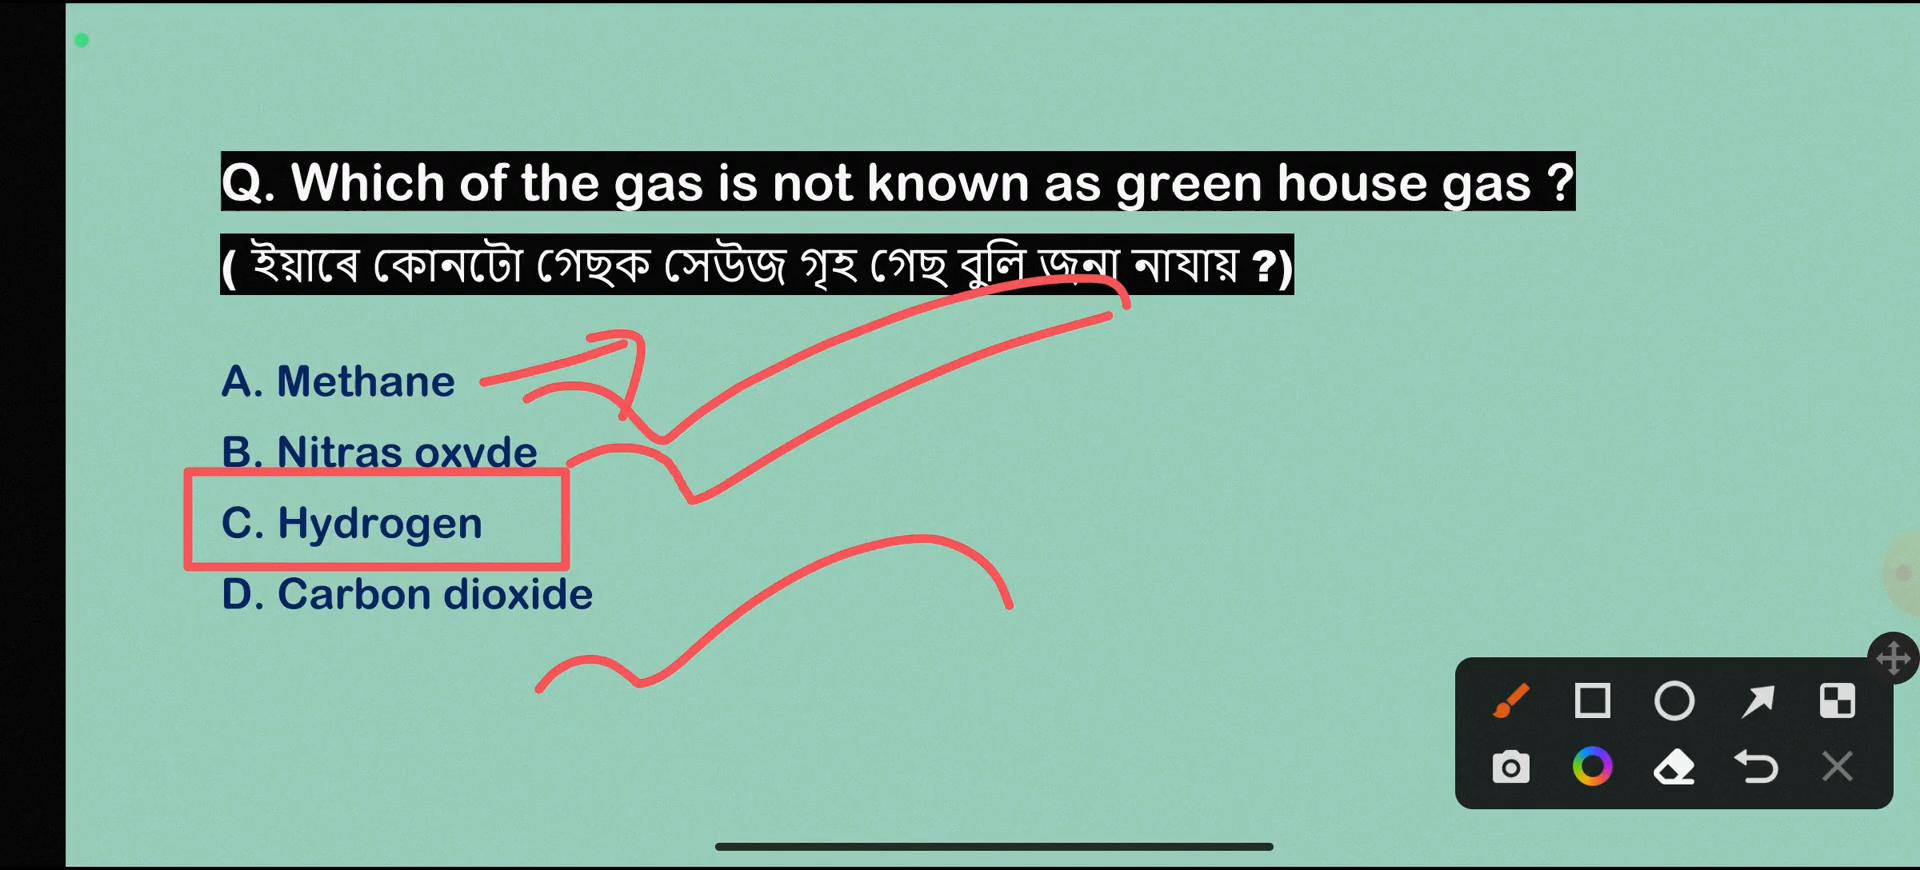 Q. Which of the gas is not known as green house gas ?
( ইয়াৰে কোনটো গেছক সেউজ গৃহ গেছ বুলি জনা নাযায় ?)
A. Methane
B. Nitras oxyde
C. Hydrogen
D. Carbon dioxide